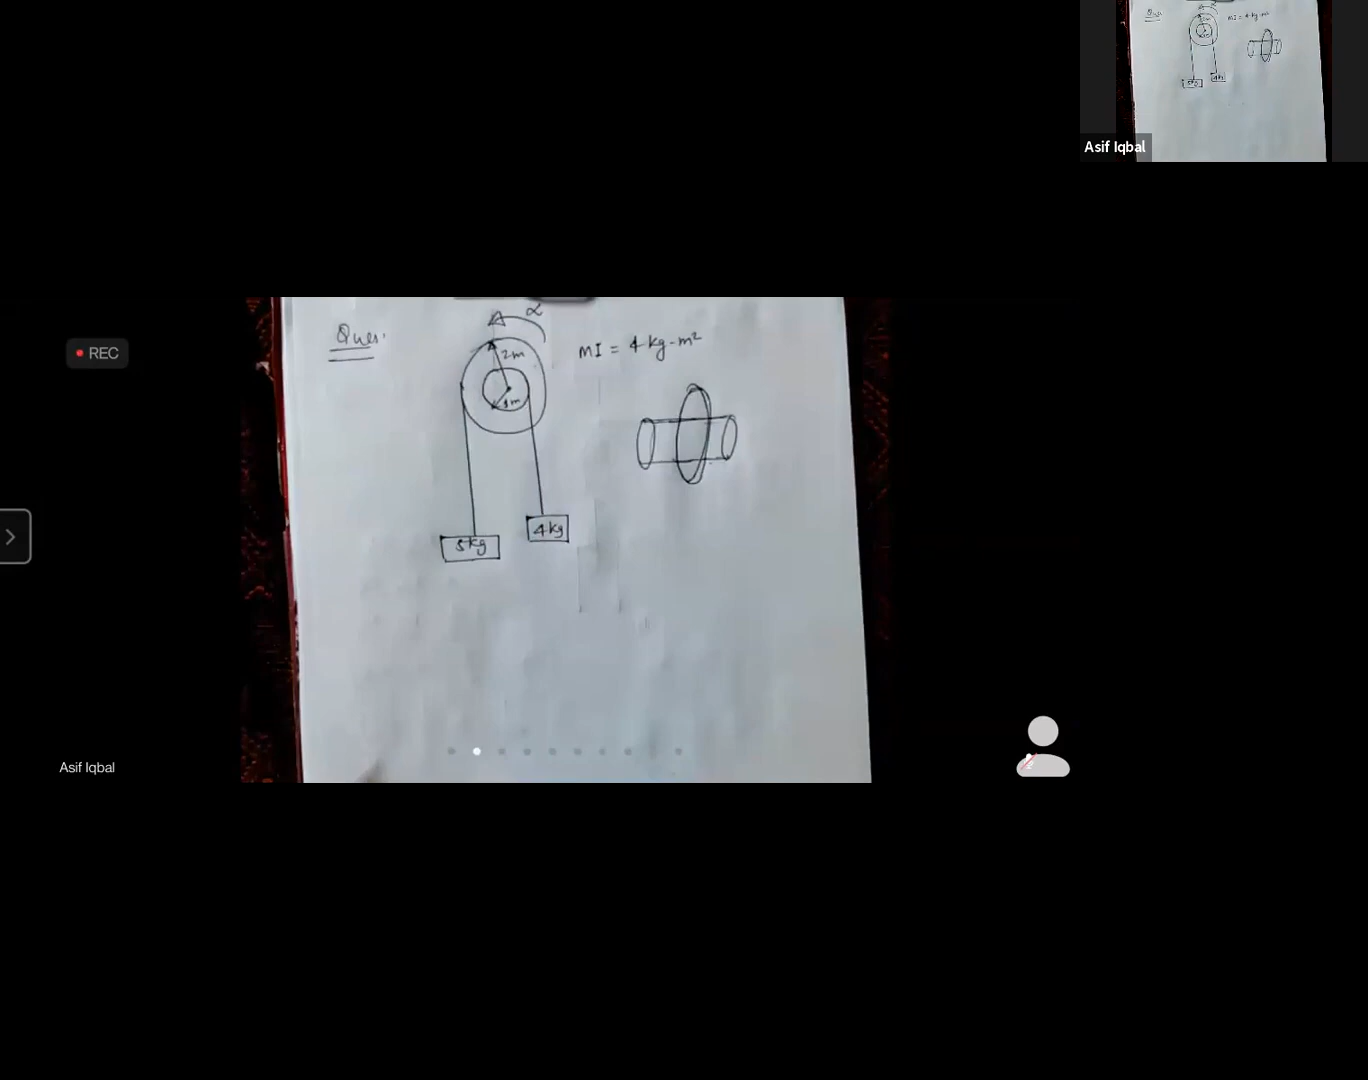 Ques.
MI = 4 kg-m²
α
2m
1m
5kg
4kg
REC
Asif Iqbal
Asif Iqbal